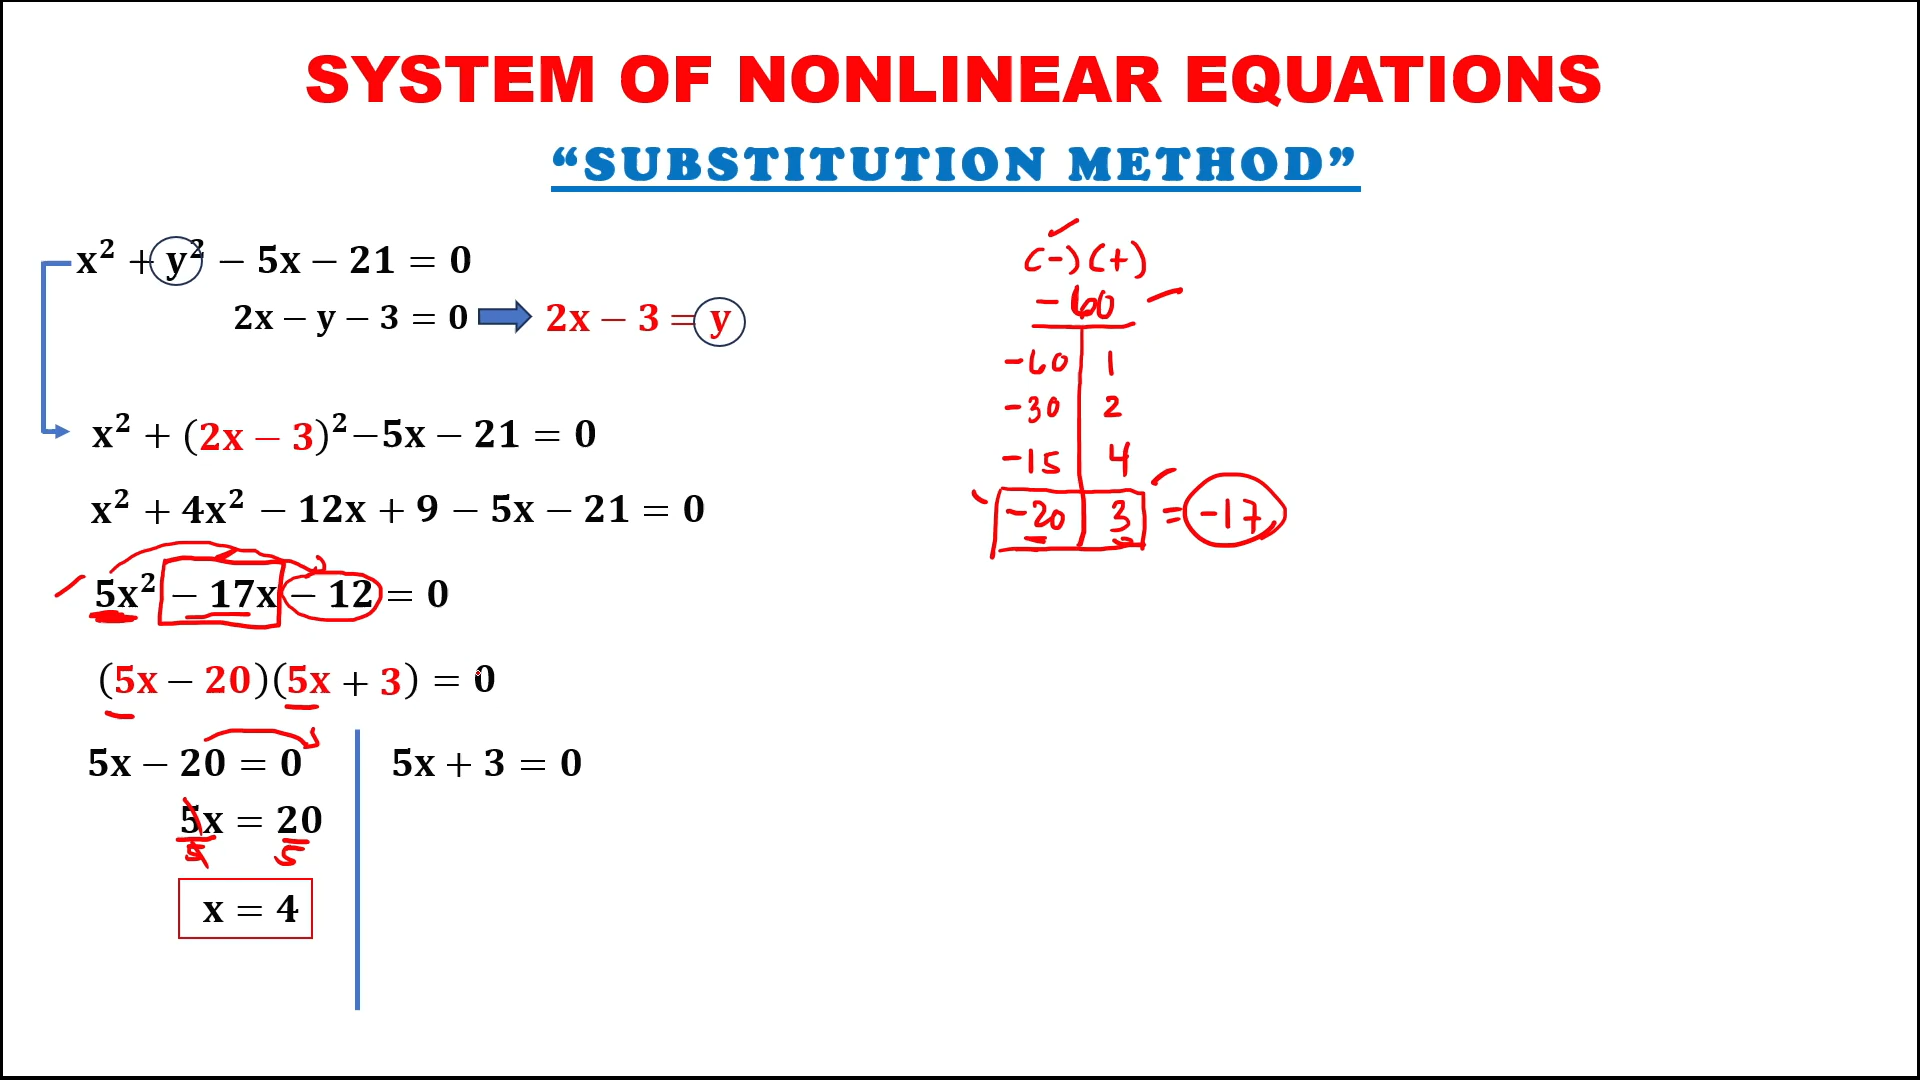 SYSTEM OF NONLINEAR EQUATIONS
“SUBSTITUTION METHOD”
x² + y² − 5x − 21 = 0
2x − y − 3 = 0 2x − 3 = y
x² + (2x − 3)² −5x − 21 = 0
x² + 4x² − 12x + 9 − 5x − 21 = 0
5x² − 17x − 12 = 0
(5x − 20)(5x + 3) = 0
5x − 20 = 0
5x = 20
5 5
x = 4
5x + 3 = 0
(-)(+)
-60
-60 1
-30 2
-15 4
-20 3 = -17